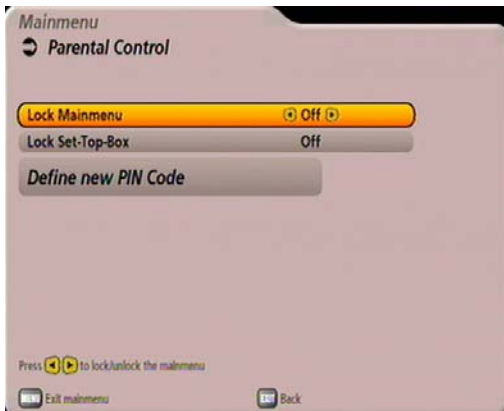 Mainmenu
Parental Control
Lock Mainmenu Off
Lock Set-Top-Box Off
Define new PIN Code
Press to lock/unlock the mainmenu
Exit mainmenu Back